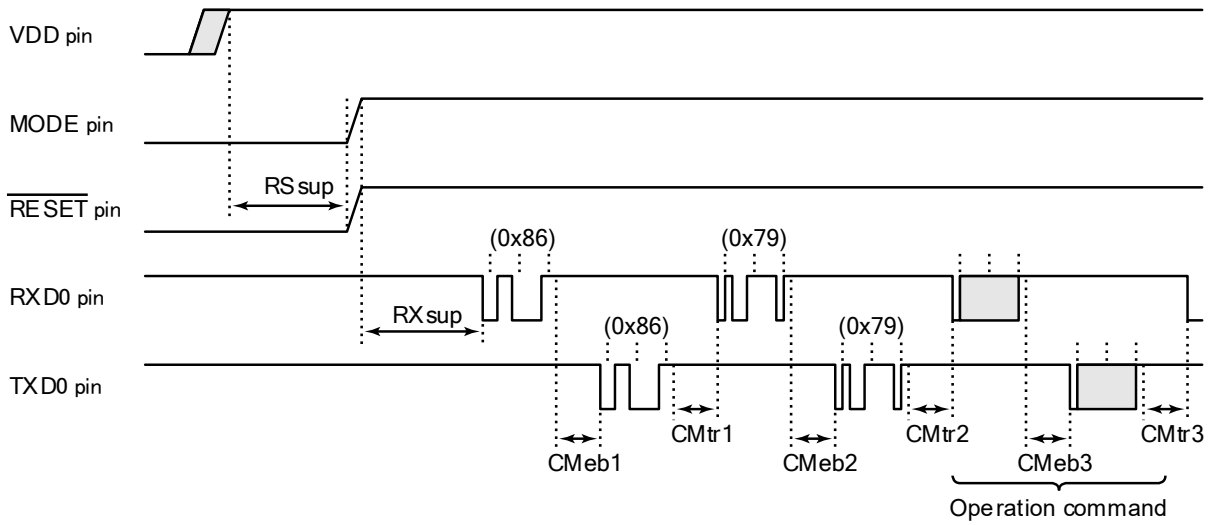 VDD pin
MODE pin
RSsup
RESET pin
(0x86)
(0x79)
RXD0 pin
RXsup
(0x86)
(0x79)
TXD0 pin
CMtr1
CMtr2
CMtr3
CMeb1
CMeb2
CMeb3
Operation command